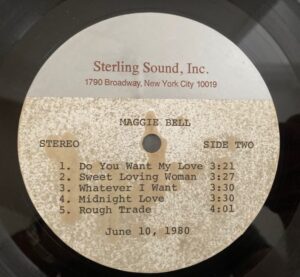 Sterling Sound, Inc.
1790 Broadway, New York City 10019
MAGGIE BELL
STEREO SIDE TWO
1. Do You Want My Love 3:21
2. Sweet Loving Woman 3:27
3. Whatever I Want 3:30
4. Midnight Love 3:30
5. Rough Trade 4:01
June 10, 1980